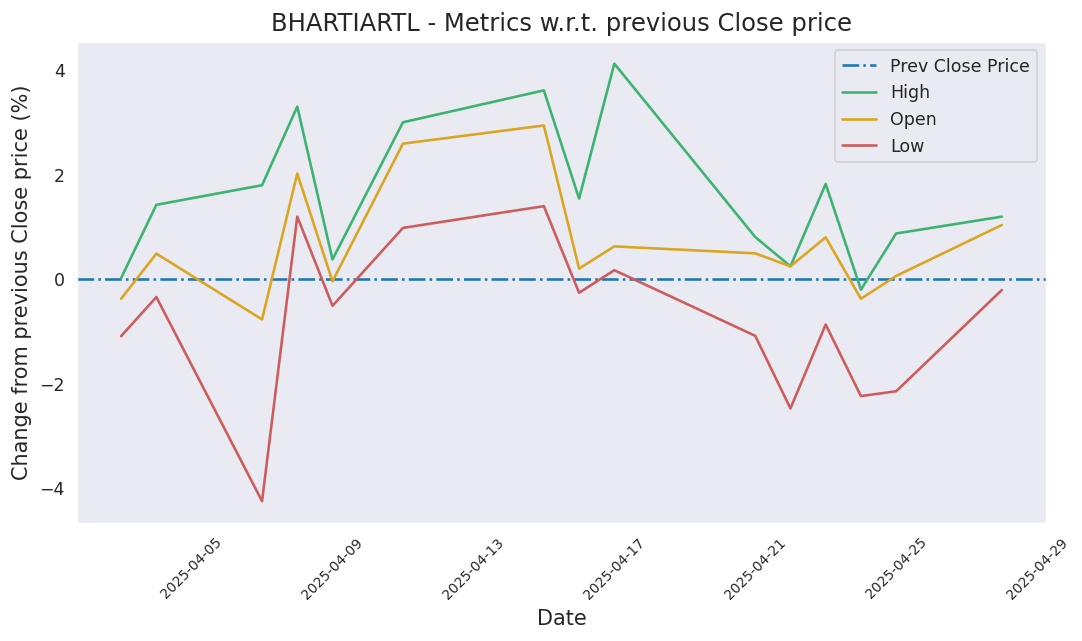 BHARTIARTL - Metrics w.r.t. previous Close price
Change from previous Close price (%)
4
2
0
−2
−4
Prev Close Price
High
Open
Low
2025-04-05
2025-04-09
2025-04-13
2025-04-17
2025-04-21
2025-04-25
2025-04-29
Date